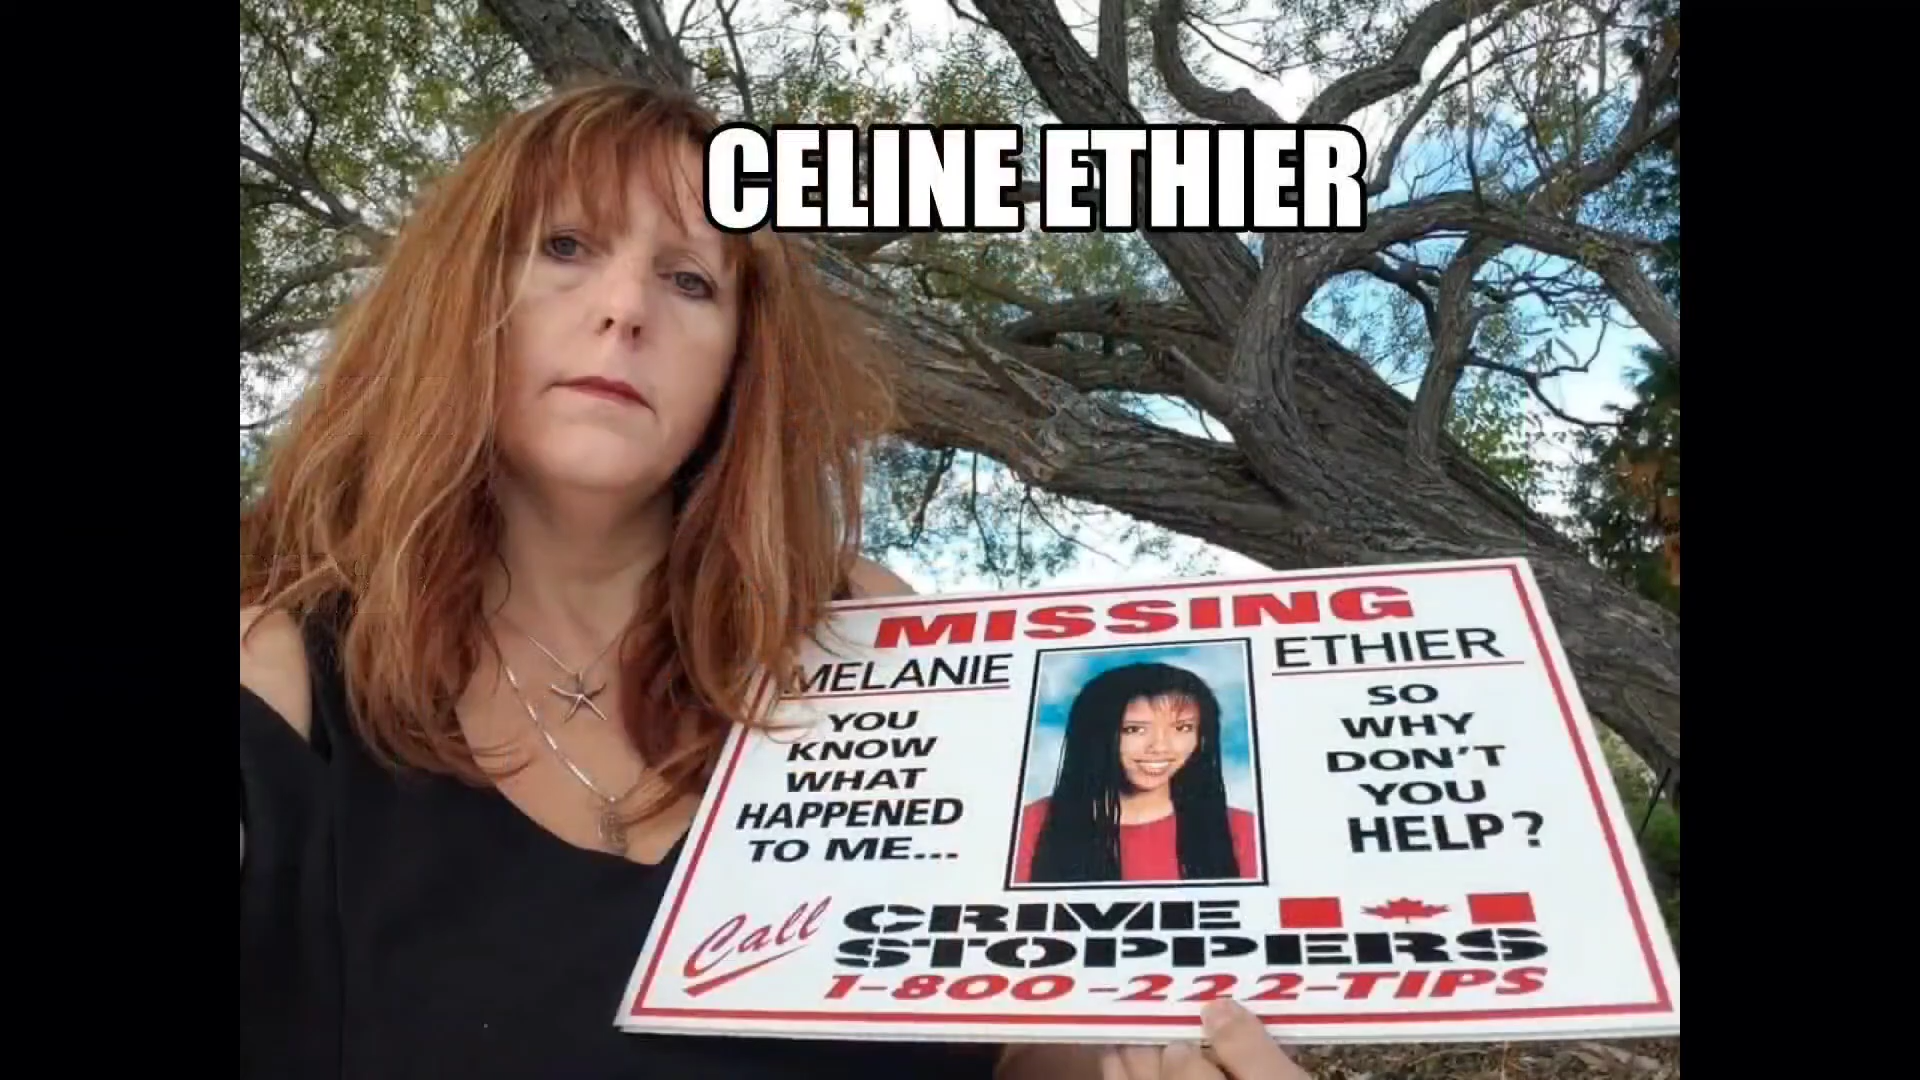 CELINE ETHIER
MISSING
MELANIE ETHIER
YOU
KNOW
WHAT
HAPPENED
TO ME...
SO
WHY
DON'T
YOU
HELP?
Call CRIME
STOPPERS
1-800-222-TIPS